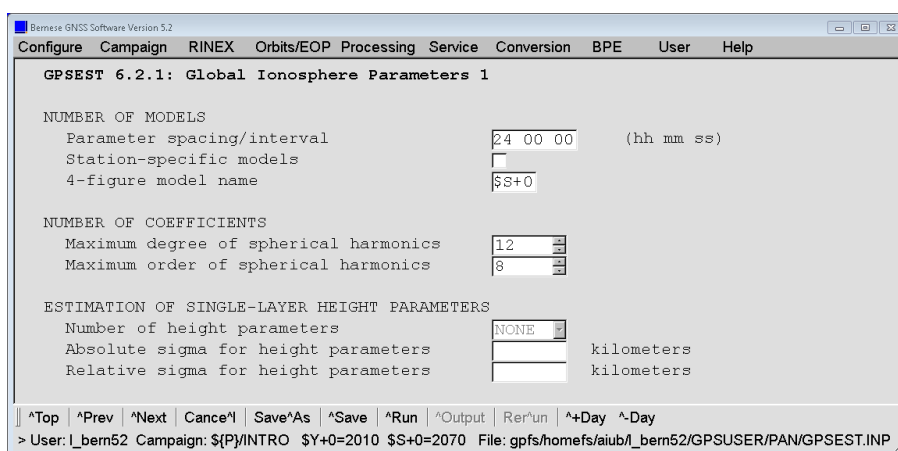 Bernese GNSS Software Version 5.2
Configure Campaign RINEX Orbits/EOP Processing Service Conversion BPE User Help
GPSEST 6.2.1: Global Ionosphere Parameters 1
NUMBER OF MODELS
Parameter spacing/interval 24 00 00 (hh mm ss)
Station-specific models
4-figure model name $S+0
NUMBER OF COEFFICIENTS
Maximum degree of spherical harmonics 12
Maximum order of spherical harmonics 8
ESTIMATION OF SINGLE-LAYER HEIGHT PARAMETERS
Number of height parameters NONE
Absolute sigma for height parameters kilometers
Relative sigma for height parameters kilometers
^Top ^Prev ^Next Cance^l Save^As ^Save ^Run ^Output Rer^un ^+Day ^-Day
> User: l_bern52 Campaign: ${P}/INTRO $Y+0=2010 $S+0=2070 File: gpfs/homefs/aiub/l_bern52/GPSUSER/PAN/GPSEST.INP